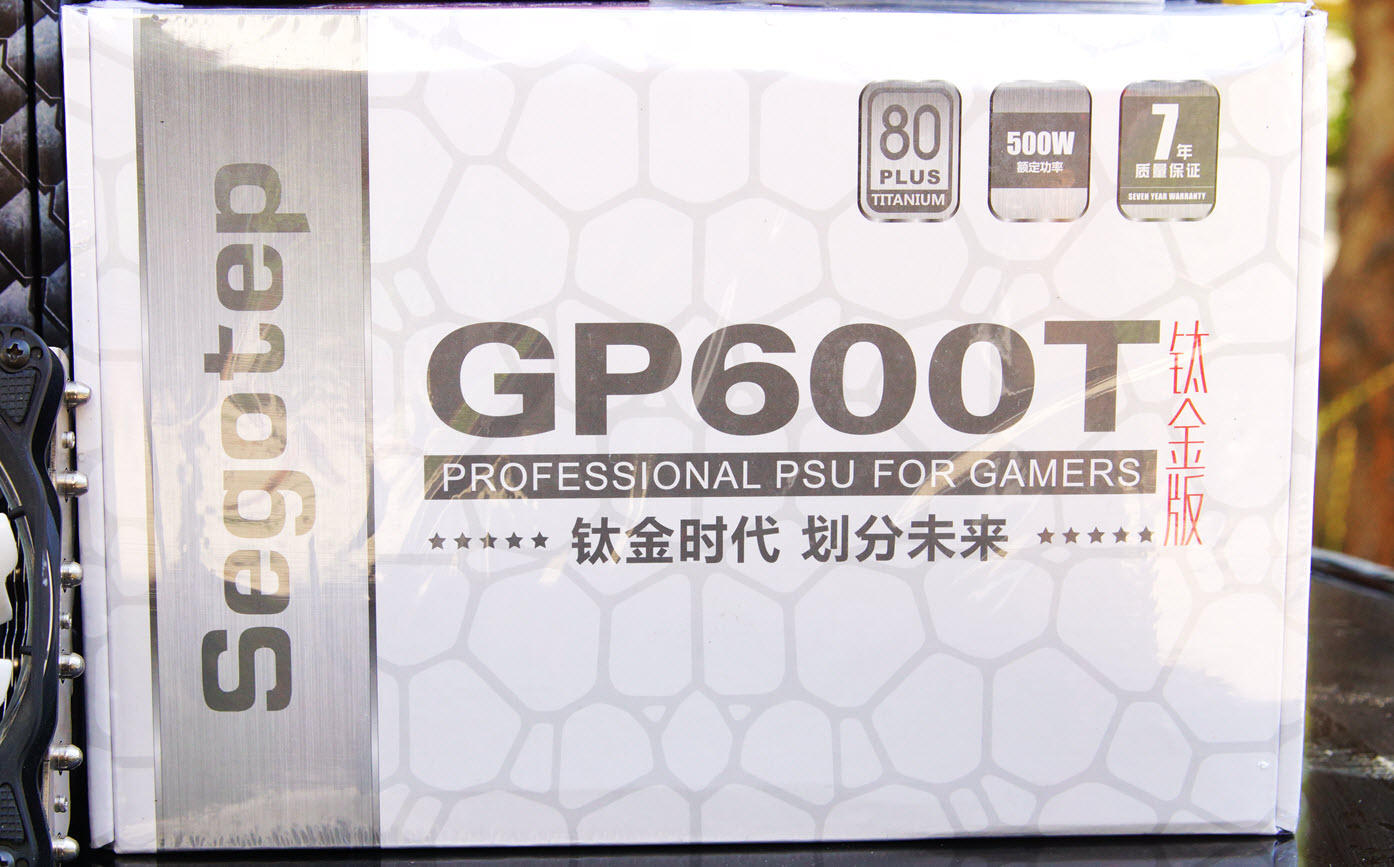 Segotep
80
PLUS
TITANIUM
500W
额定功率
7年
质量保证
SEVEN YEAR WARRANTY
GP600T
钛金版
PROFESSIONAL PSU FOR GAMERS
★★★★★ 钛金时代 划分未来 ★★★★★